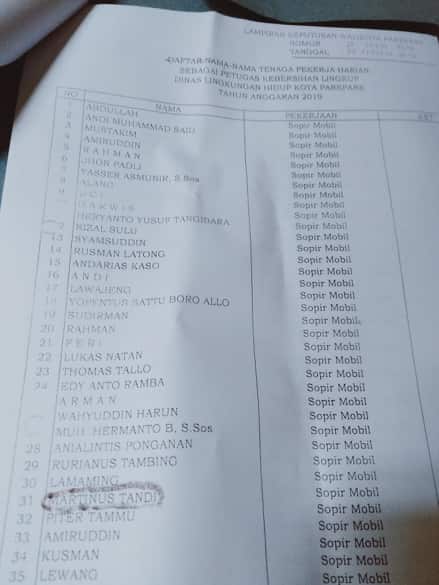 LAMPIRAN KEPUTUSAN WALIKOTA PAREPARE
NOMOR
TANGGAL
DAFTAR NAMA-NAMA TENAGA PEKERJA HARIAN
SEBAGAI PETUGAS KEBERSIHAN LINGKUP
DINAS LINGKUNGAN HIDUP KOTA PAREPARE
TAHUN ANGGARAN 2019
NO NAMA PEKERJAAN KET
1 ABDULLAH Sopir Mobil
2 ANDI MUHAMMAD SAID Sopir Mobil
3 MUSTAKIM Sopir Mobil
4 AMIRUDDIN Sopir Mobil
5 RAHMAN Sopir Mobil
6 JHON PADLI Sopir Mobil
7 YASSER ASMUNIR, S.Sos Sopir Mobil
8 ALANG Sopir Mobil
9 Sopir Mobil
Sopir Mobil
HERYANTO YUSUF TANGIDARA Sopir Mobil
RIZAL SULU Sopir Mobil
13 SYAMSUDDIN Sopir Mobil
14 RUSMAN LATONG Sopir Mobil
15 ANDARIAS KASO Sopir Mobil
16 ANDI Sopir Mobil
17 LAWAJENG Sopir Mobil
18 SATTU BORO ALLO Sopir Mobil
19 SUDIRMAN Sopir Mobil
20 RAHMAN Sopir Mobil
21 FERI Sopir Mobil
22 LUKAS NATAN Sopir Mobil
23 THOMAS TALLO Sopir Mobil
24 EDY ANTO RAMBA Sopir Mobil
ARMAN Sopir Mobil
WAHYUDDIN HARUN Sopir Mobil
MUH. HERMANTO B, S.Sos Sopir Mobil
28 ANIALINTIS PONGANAN Sopir Mobil
29 RURIANUS TAMBING Sopir Mobil
30 LAMAMING Sopir Mobil
31 MARTINUS TANDI Sopir Mobil
32 PITER TAMMU Sopir Mobil
33 AMIRUDDIN Sopir Mobil
34 KUSMAN Sopir Mobil
35 LEWANG Sopir Mobil